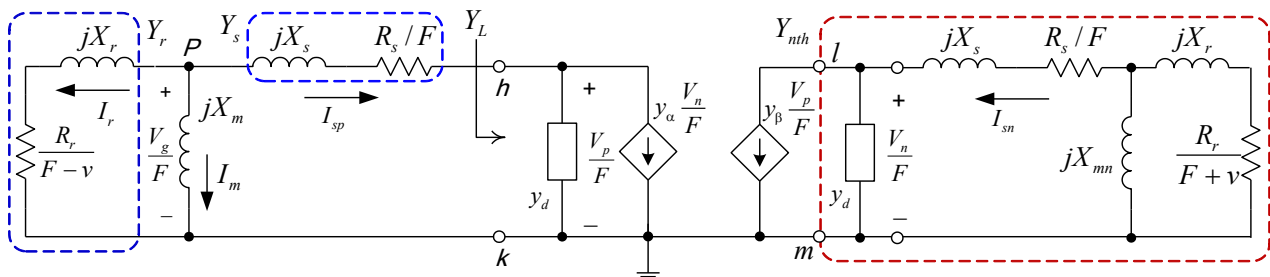 jX_r
Y_r
P
Y_s
jX_s
R_s / F
Y_L
h
I_r
I_sp
R_r / (F − v)
+
V_g / F
−
jX_m
I_m
+
V_p / F
−
y_d
y_α V_n / F
k
Y_nth
l
y_β V_p / F
+
V_n / F
−
y_d
m
jX_s
R_s / F
jX_r
I_sn
jX_mn
R_r / (F + v)